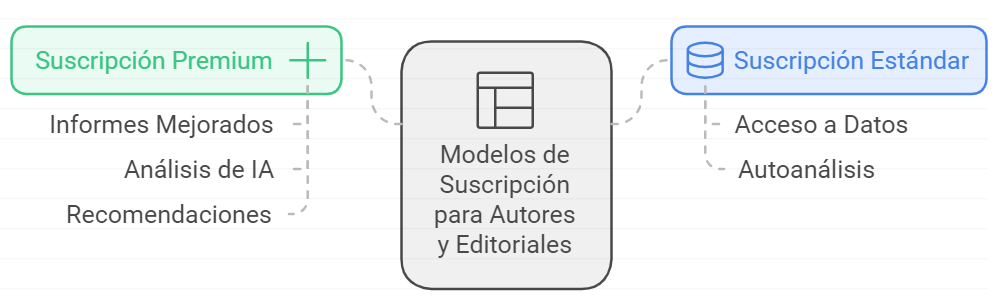 Suscripción Premium
Informes Mejorados
Análisis de IA
Recomendaciones
Modelos de
Suscripción
para Autores
y Editoriales
Suscripción Estándar
Acceso a Datos
Autoanálisis